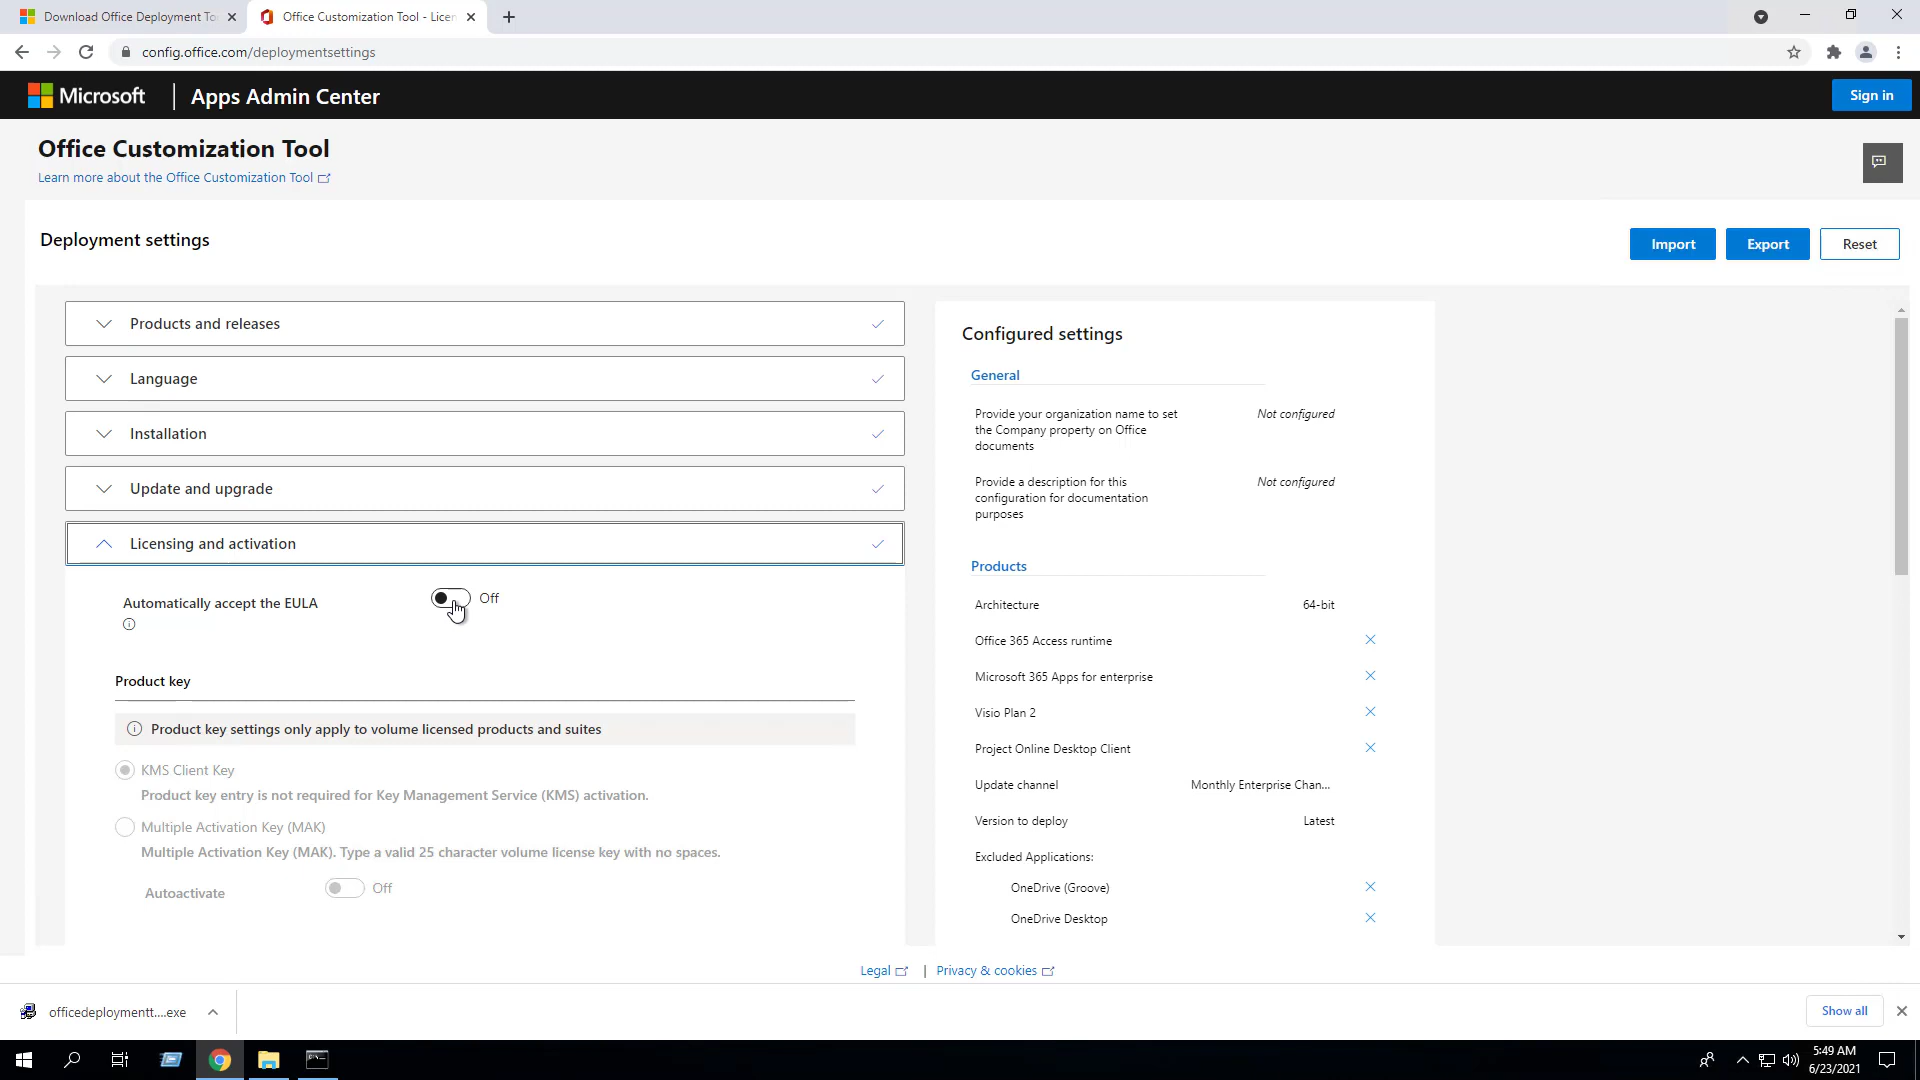 Download Office Deployment To
Office Customization Tool - Licen
config.office.com/deploymentsettings
Microsoft
Apps Admin Center
Sign in
Office Customization Tool
Learn more about the Office Customization Tool
Deployment settings
Import
Export
Reset
Products and releases
Language
Installation
Update and upgrade
Licensing and activation
Automatically accept the EULA
Off
Product key
Product key settings only apply to volume licensed products and suites
KMS Client Key
Product key entry is not required for Key Management Service (KMS) activation.
Multiple Activation Key (MAK)
Multiple Activation Key (MAK). Type a valid 25 character volume license key with no spaces.
Autoactivate
Off
Configured settings
General
Provide your organization name to set
the Company property on Office
documents
Not configured
Provide a description for this
configuration for documentation
purposes
Not configured
Products
Architecture
64-bit
Office 365 Access runtime
Microsoft 365 Apps for enterprise
Visio Plan 2
Project Online Desktop Client
Update channel
Monthly Enterprise Chan...
Version to deploy
Latest
Excluded Applications:
OneDrive (Groove)
OneDrive Desktop
Legal
|
Privacy & cookies
officedeploymentt....exe
Show all
5:49 AM
6/23/2021